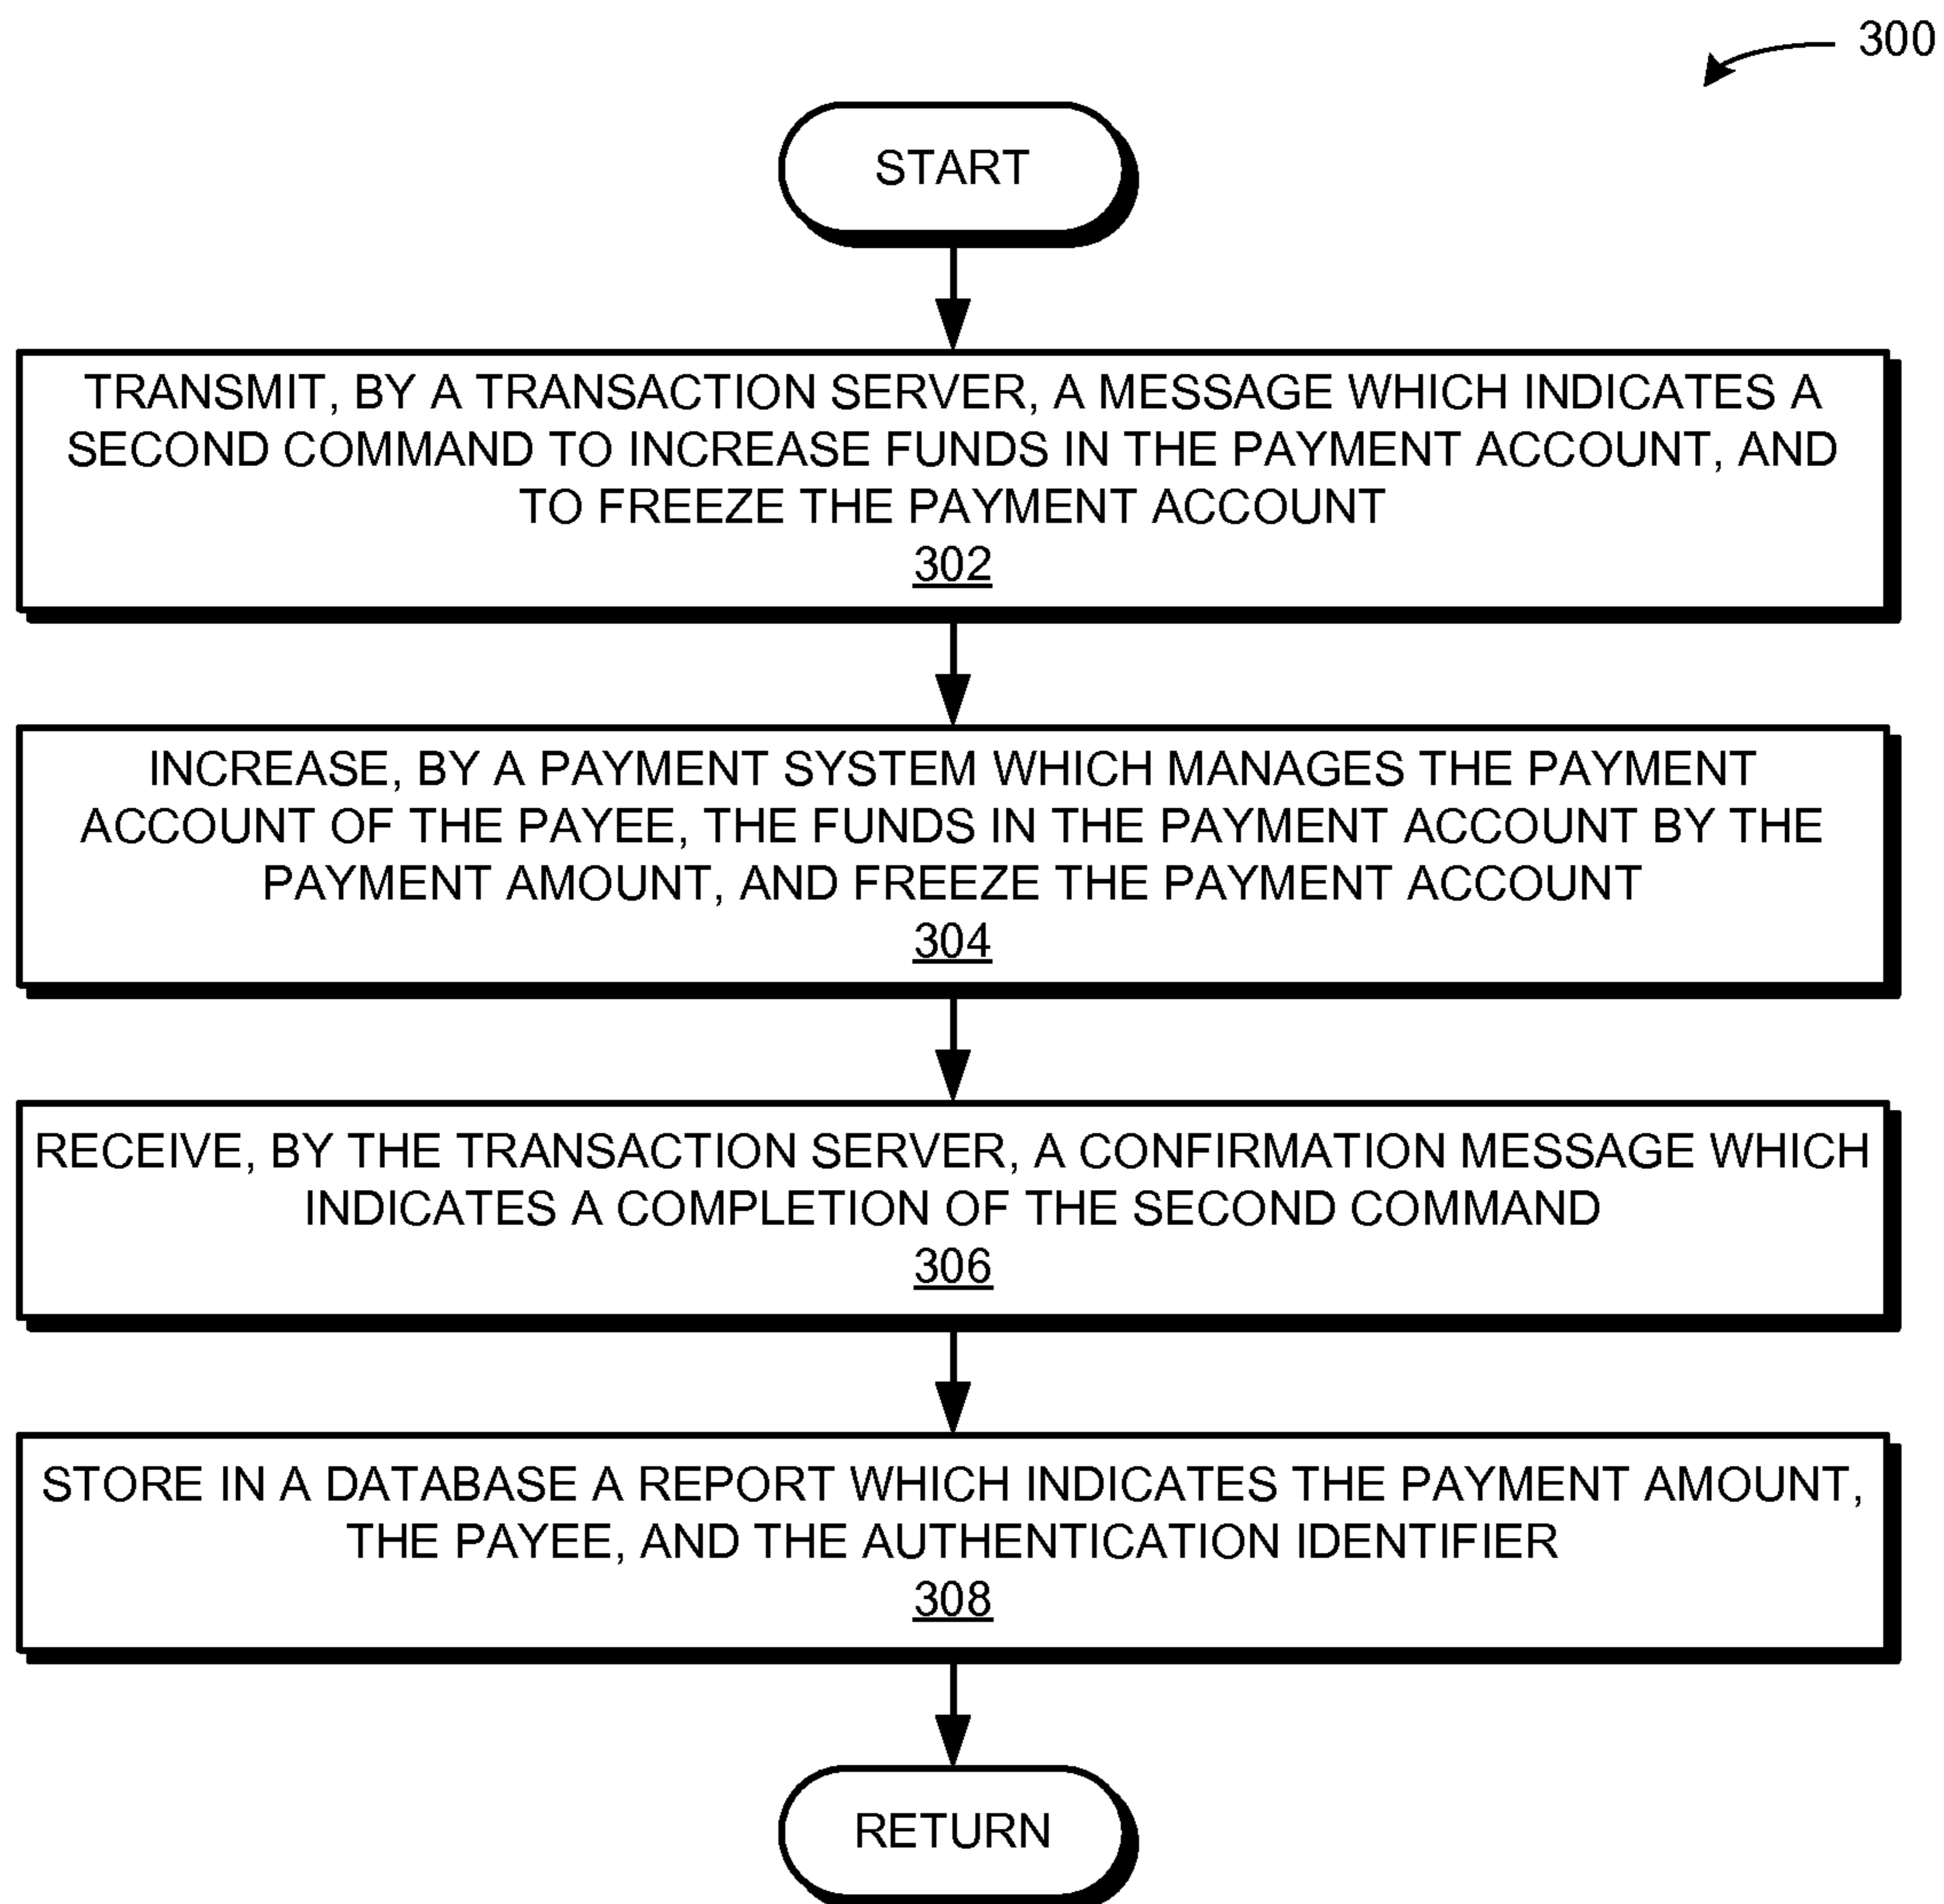 300
START
TRANSMIT, BY A TRANSACTION SERVER, A MESSAGE WHICH INDICATES A
SECOND COMMAND TO INCREASE FUNDS IN THE PAYMENT ACCOUNT, AND
TO FREEZE THE PAYMENT ACCOUNT
302
INCREASE, BY A PAYMENT SYSTEM WHICH MANAGES THE PAYMENT
ACCOUNT OF THE PAYEE, THE FUNDS IN THE PAYMENT ACCOUNT BY THE
PAYMENT AMOUNT, AND FREEZE THE PAYMENT ACCOUNT
304
RECEIVE, BY THE TRANSACTION SERVER, A CONFIRMATION MESSAGE WHICH
INDICATES A COMPLETION OF THE SECOND COMMAND
306
STORE IN A DATABASE A REPORT WHICH INDICATES THE PAYMENT AMOUNT,
THE PAYEE, AND THE AUTHENTICATION IDENTIFIER
308
RETURN